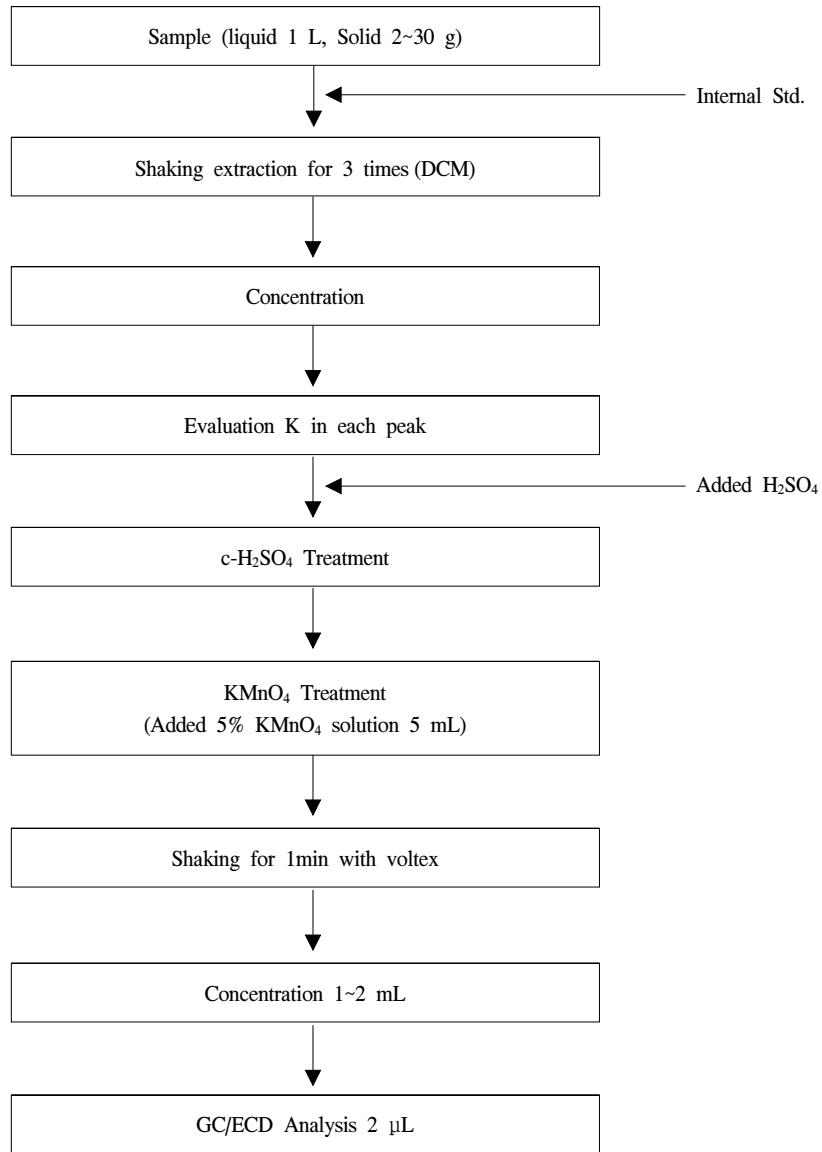 Sample (liquid 1 L, Solid 2~30 g)
Internal Std.
Shaking extraction for 3 times (DCM)
Concentration
Evaluation K in each peak
Added H₂SO₄
c-H₂SO₄ Treatment
KMnO₄ Treatment
(Added 5% KMnO₄ solution 5 mL)
Shaking for 1min with voltex
Concentration 1~2 mL
GC/ECD Analysis 2 μL